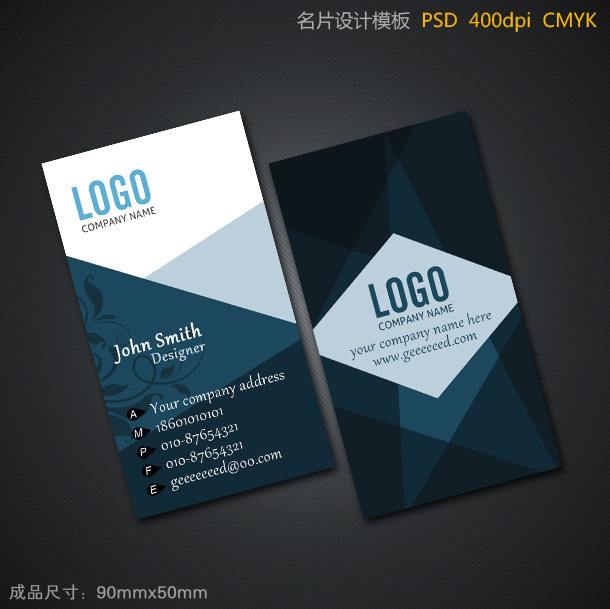 名片设计模板 PSD 400dpi CMYK
LOGO
COMPANY NAME
John Smith
Designer
A Your company address
M 18601010101
P 010-87654321
F 010-87654321
E geeeeeed@oo.com
LOGO
COMPANY NAME
your company name here
www.geeeeeed.com
成品尺寸：90mmx50mm